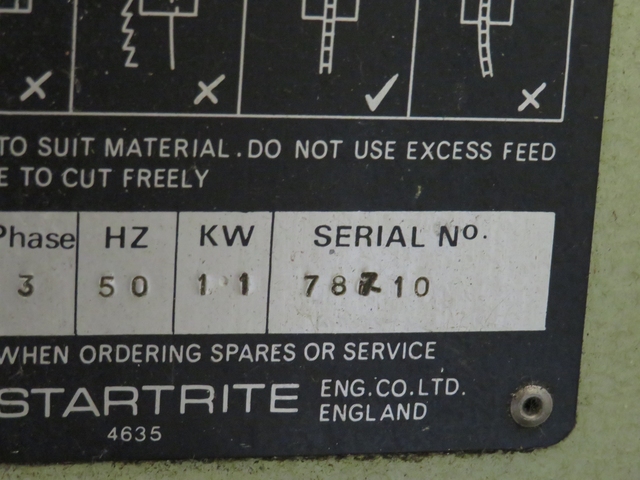 TO SUIT MATERIAL. DO NOT USE EXCESS FEED
E TO CUT FREELY
Phase HZ KW SERIAL No.
3 50 1 1 78710
WHEN ORDERING SPARES OR SERVICE
STARTRITE ENG. CO. LTD.
ENGLAND
4635